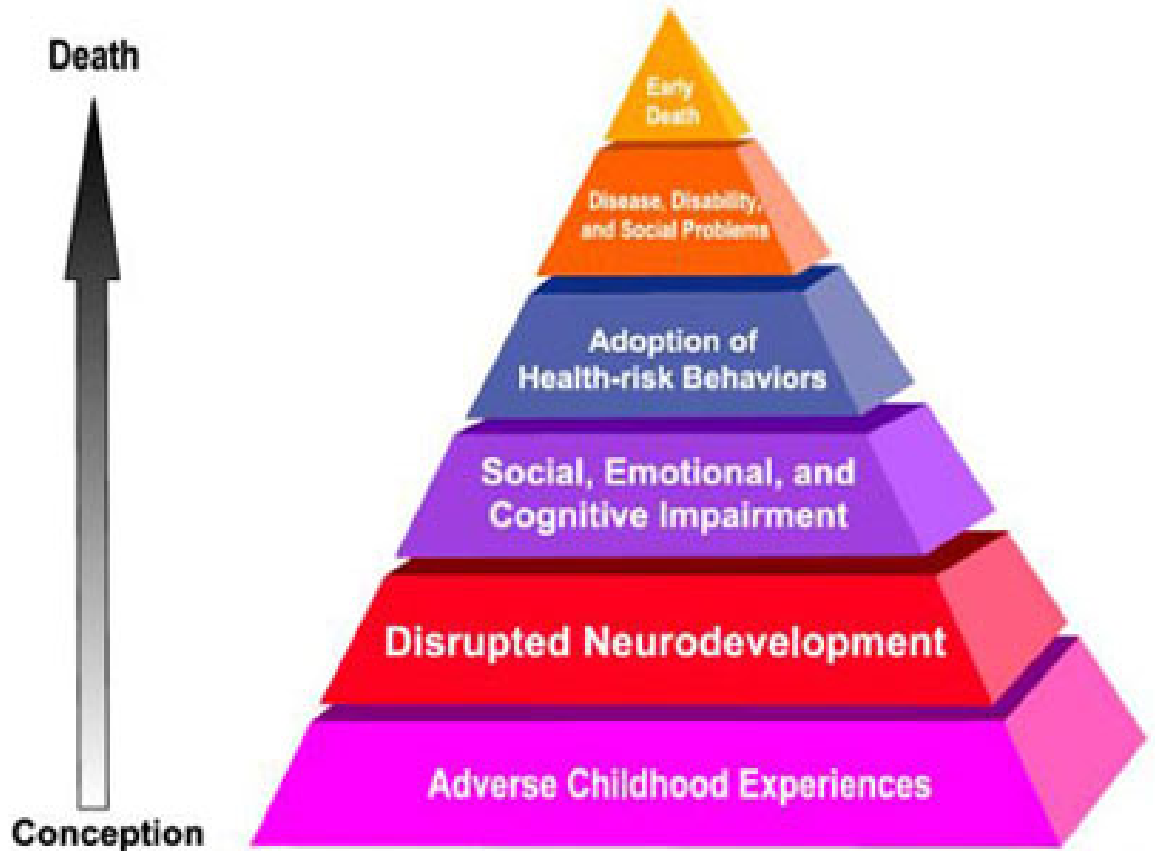 Death
Early
Death
Disease, Disability,
and Social Problems
Adoption of
Health-risk Behaviors
Social, Emotional, and
Cognitive Impairment
Disrupted Neurodevelopment
Adverse Childhood Experiences
Conception